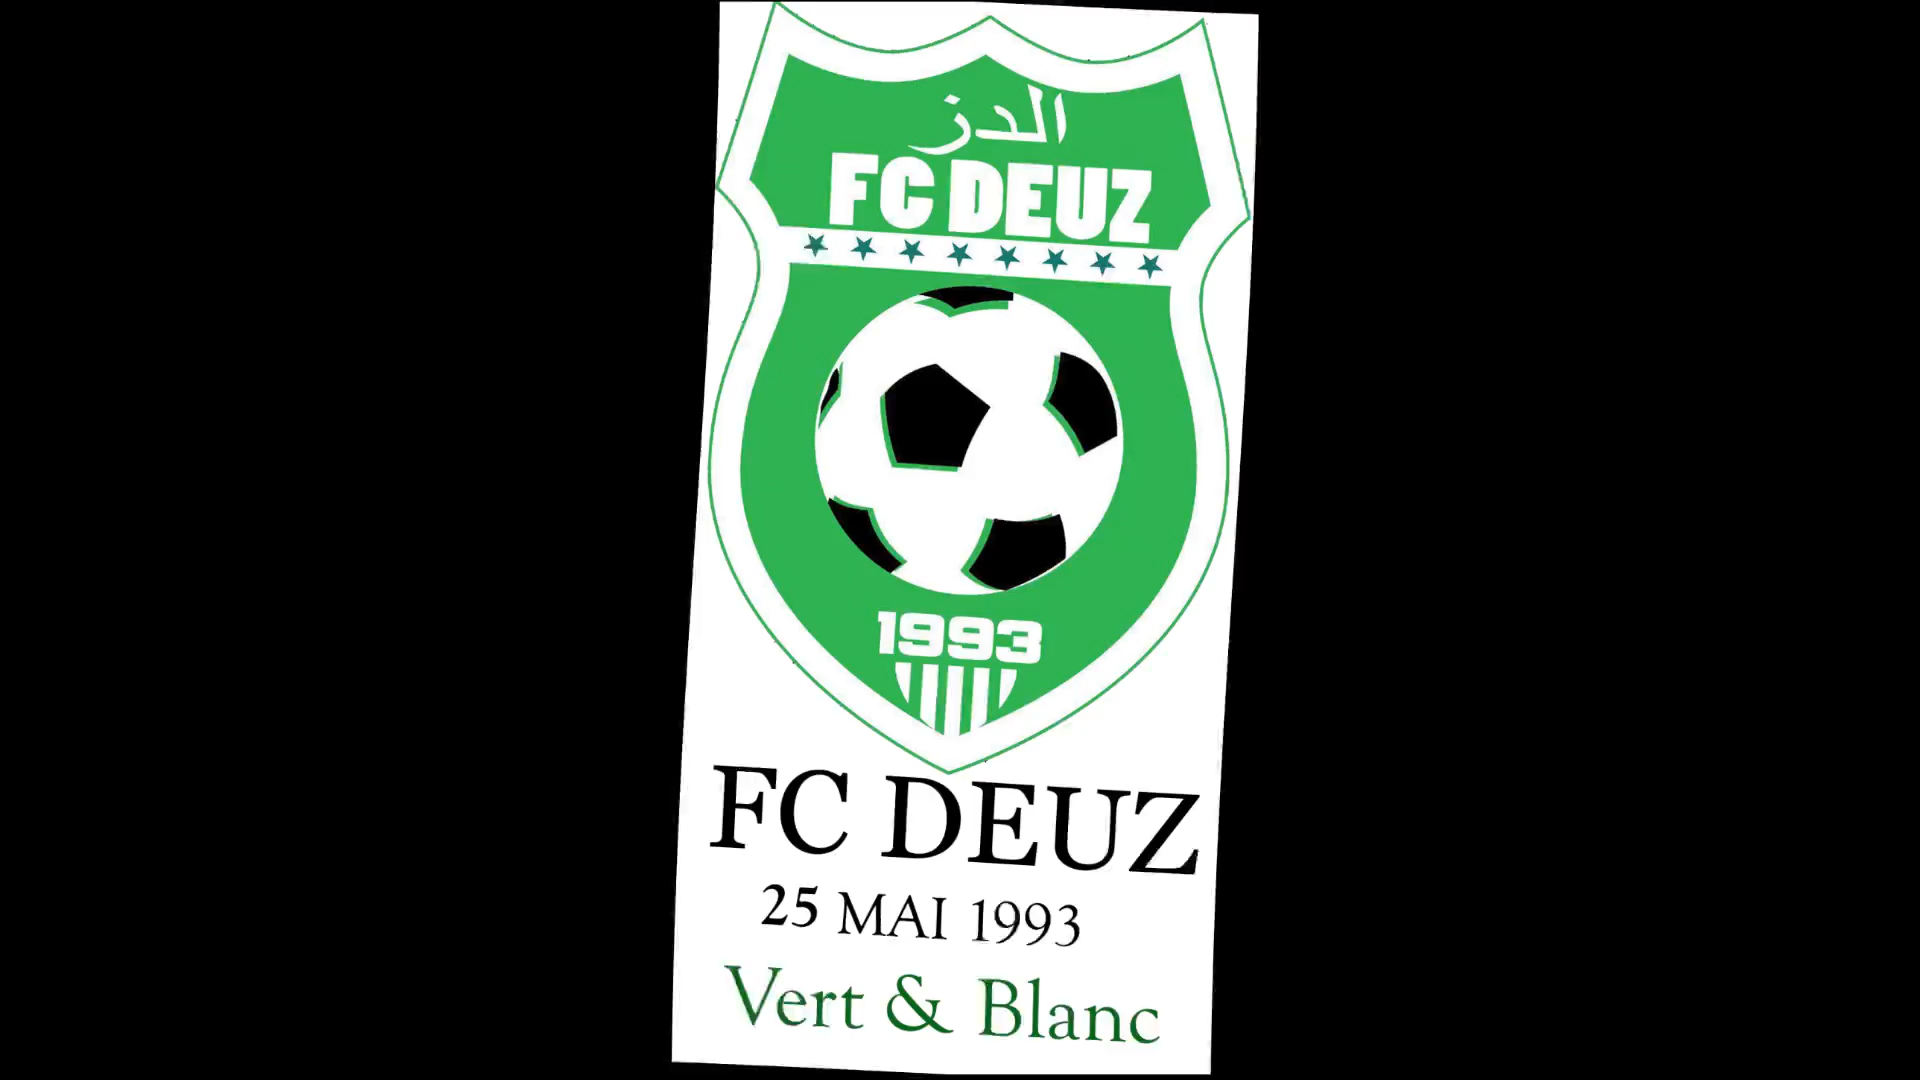 الدز
FC DEUZ
1993
FC DEUZ
25 MAI 1993
Vert & Blanc